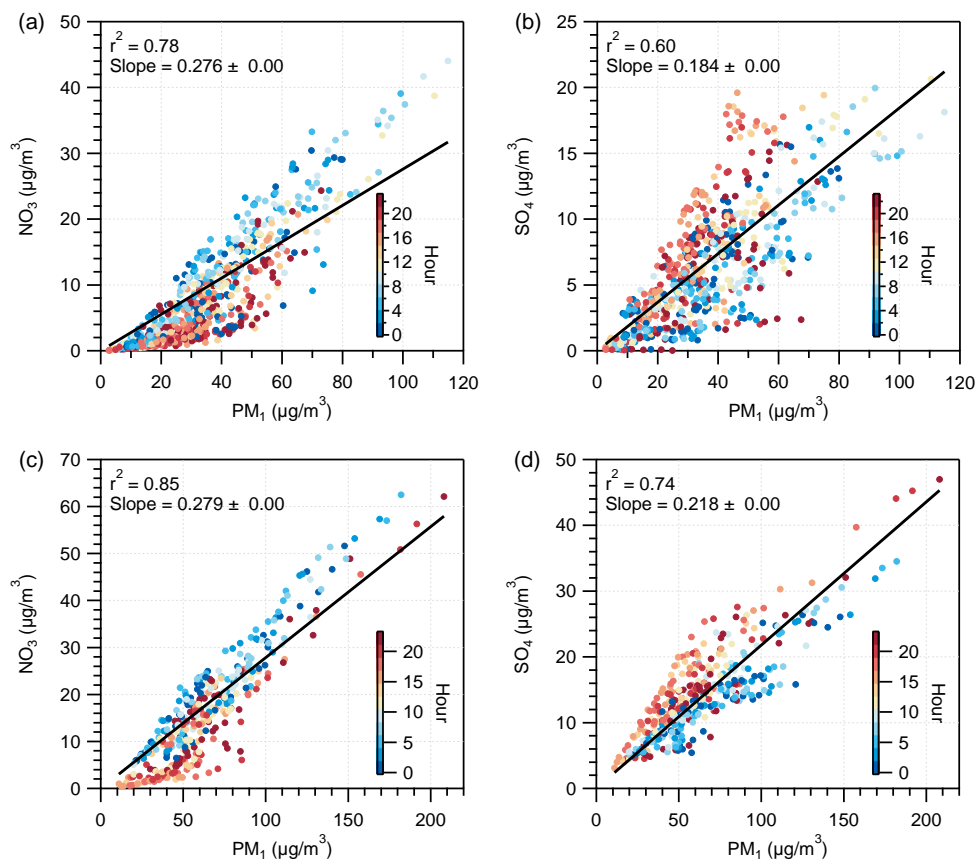 (a)
r² = 0.78
Slope = 0.276 ± 0.00
NO₃ (µg/m³)
50
40
30
20
10
0
0 20 40 60 80 100 120
PM₁ (µg/m³)
20
16
12
8
4
0
Hour
(b)
r² = 0.60
Slope = 0.184 ± 0.00
SO₄ (µg/m³)
25
20
15
10
5
0
0 20 40 60 80 100 120
PM₁ (µg/m³)
20
16
12
8
4
0
Hour
(c)
r² = 0.85
Slope = 0.279 ± 0.00
NO₃ (µg/m³)
70
60
50
40
30
20
10
0
0 50 100 150 200
PM₁ (µg/m³)
20
15
10
5
0
Hour
(d)
r² = 0.74
Slope = 0.218 ± 0.00
SO₄ (µg/m³)
50
40
30
20
10
0
0 50 100 150 200
PM₁ (µg/m³)
20
15
10
5
0
Hour